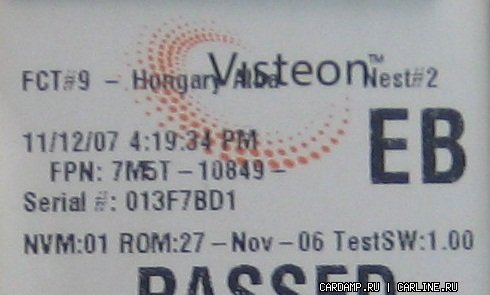 Visteon™
FCT#9 – Hongary Alba Nest#2
11/12/07 4:19:34 PM
EB
FPN: 7M5T–10849–
Serial #: 013F7BD1
NVM:01 ROM:27–Nov–06 TestSW:1.00
PASSED
CARDAMP.RU | CARLINE.RU